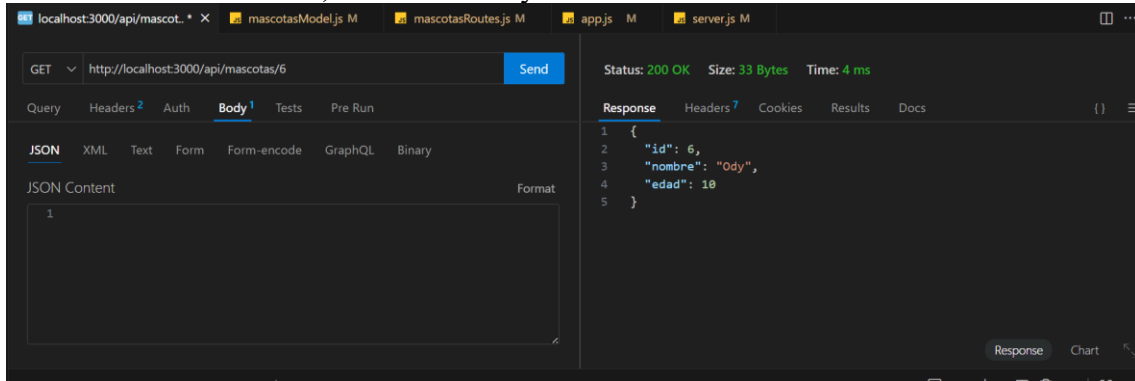 localhost:3000/api/mascot.. * X mascotasModel.js M mascotasRoutes.js M app.js M server.js M
GET http://localhost:3000/api/mascotas/6 Send
Status: 200 OK Size: 33 Bytes Time: 4 ms
Query Headers 2 Auth Body 1 Tests Pre Run
Response Headers 7 Cookies Results Docs {}
JSON XML Text Form Form-encode GraphQL Binary
JSON Content Format
1
1 {
2 "id": 6,
3 "nombre": "Ody",
4 "edad": 10
5 }
Response Chart